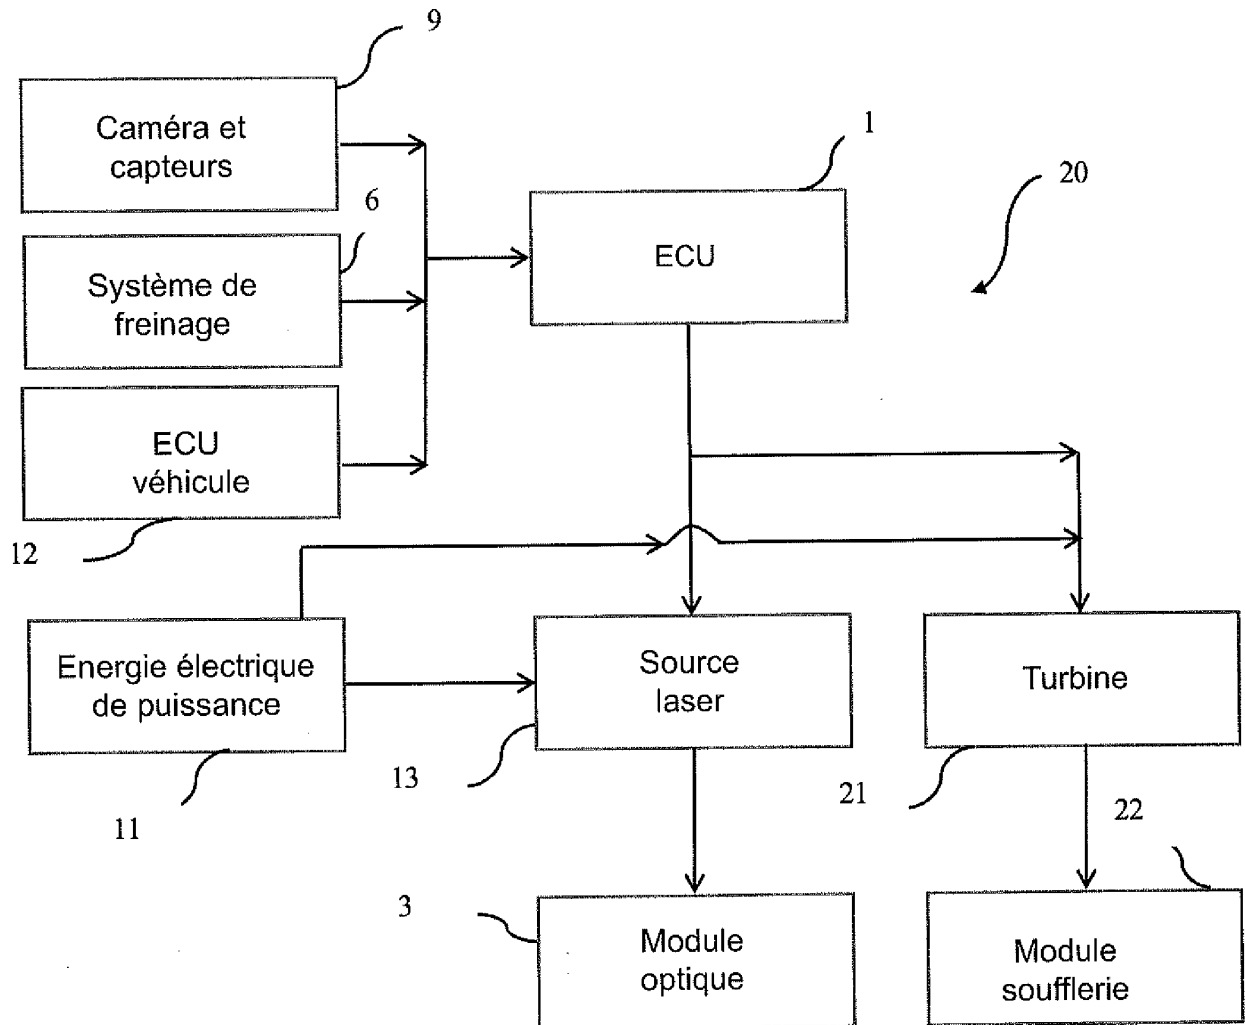 9
Caméra et
capteurs
1
20
6
ECU
Système de
freinage
ECU
véhicule
12
Energie électrique
de puissance
Source
laser
Turbine
13
21
22
11
3
Module
optique
Module
soufflerie